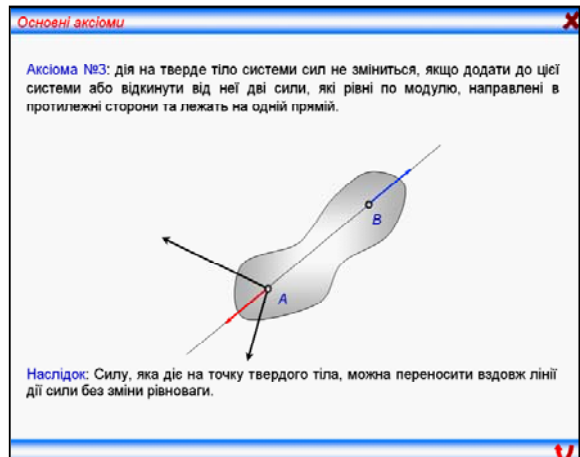 Основні аксіоми
Аксіома №3: дія на тверде тіло системи сил не зміниться, якщо додати до цієї
системи або відкинути від неї дві сили, які рівні по модулю, направлені в
протилежні сторони та лежать на одній прямій.
B
A
Наслідок: Силу, яка діє на точку твердого тіла, можна переносити вздовж лінії
дії сили без зміни рівноваги.